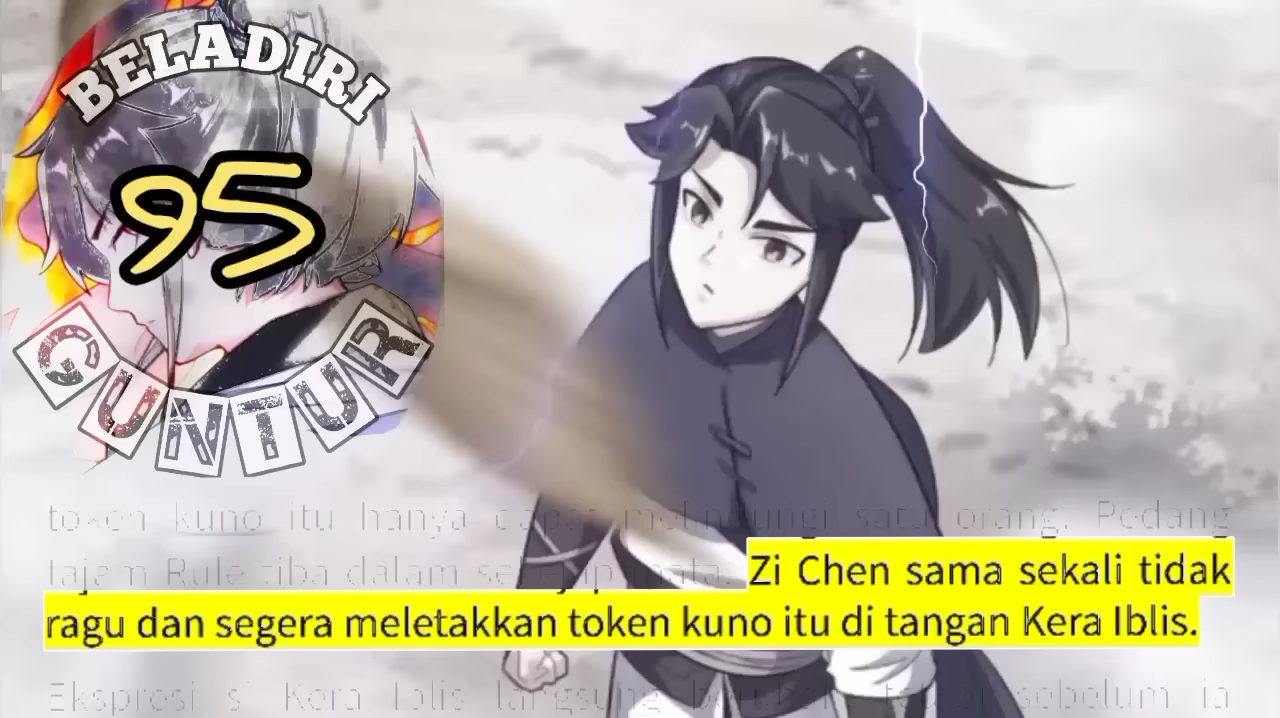 BELADIRI
95
GUNTUR
token kuno itu hanya dapat melindungi satu orang. Pedang
tajam Rule tiba dalam sekejap mata. Zi Chen sama sekali tidak
ragu dan segera meletakkan token kuno itu di tangan Kera Iblis.
Ekspresi si Kera Iblis langsung sebelum ia